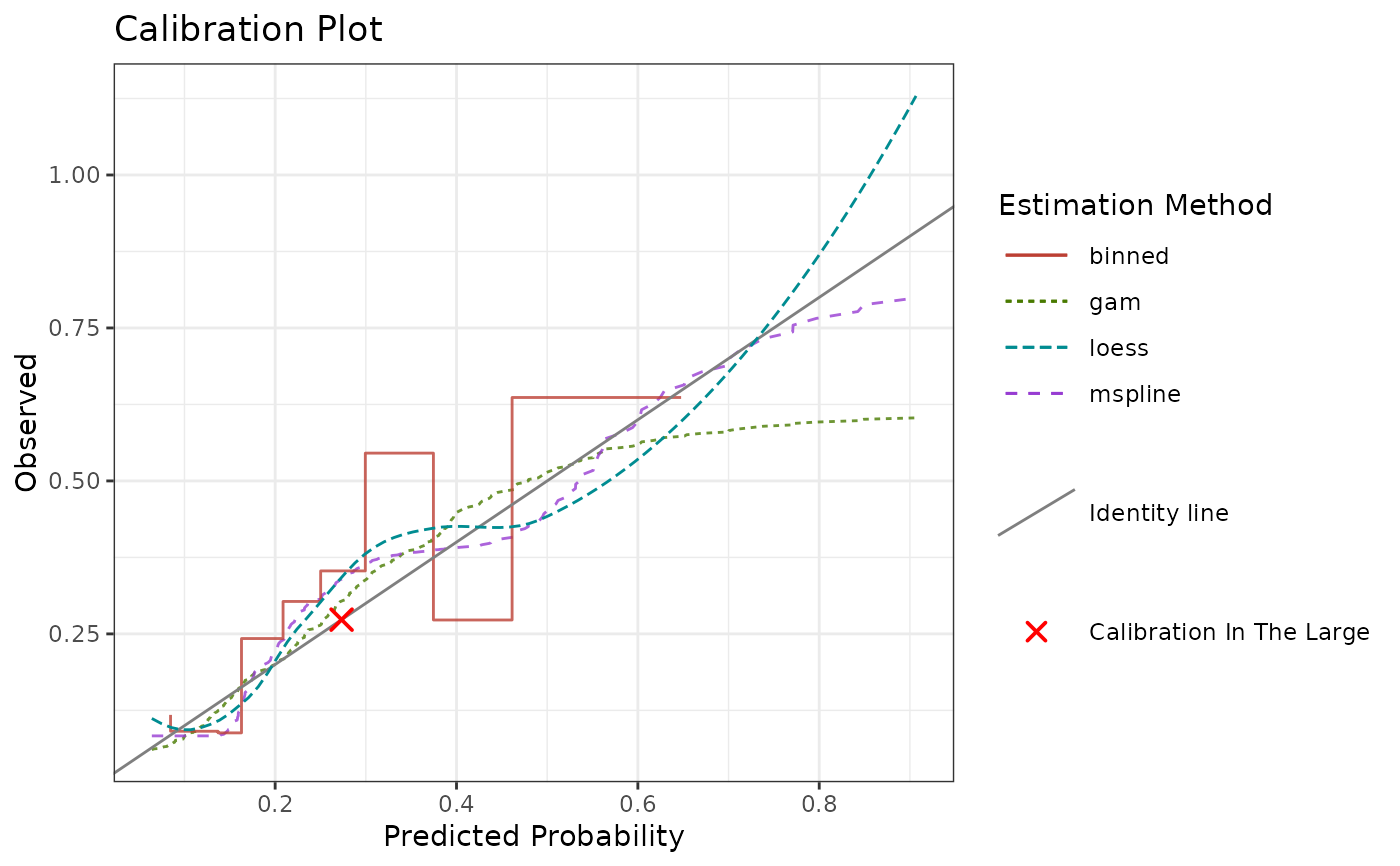 Calibration Plot
1.00
0.75
0.50
0.25
Observed
0.2 0.4 0.6 0.8
Predicted Probability
Estimation Method
binned
gam
loess
mspline
Identity line
Calibration In The Large